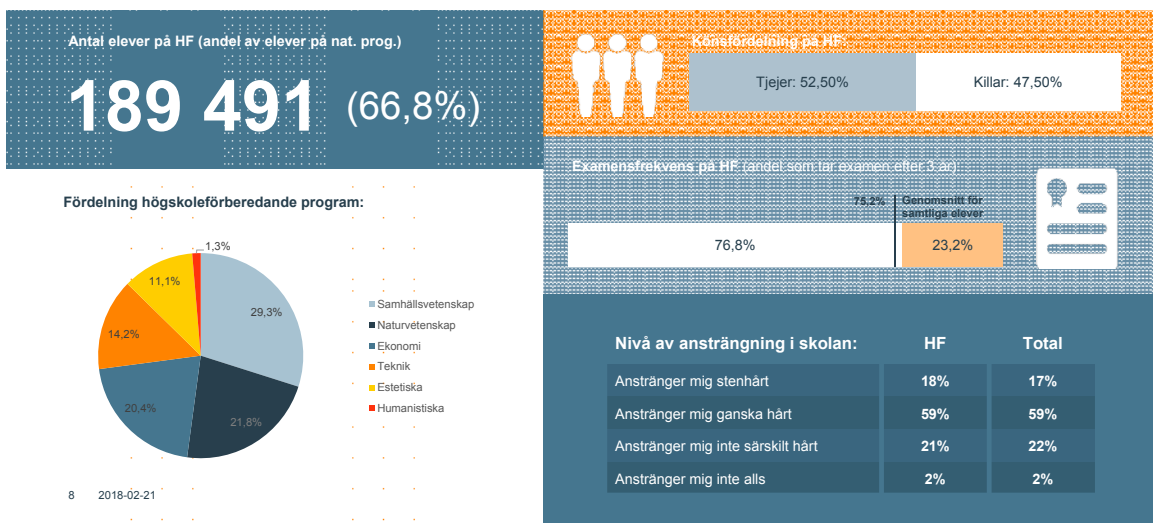 Antal elever på HF (andel av elever på nat. prog.)
189 491 (66,8%)
Fördelning högskoleförberedande program:
1,3%
11,1%
29,3%
14,2%
20,4%
21,8%
Samhällsvetenskap
Naturvetenskap
Ekonomi
Teknik
Estetiska
Humanistiska
8 2018-02-21
Könsfördelning på HF:
Tjejer: 52,50% Killar: 47,50%
Examensfrekvens på HF (andel som tar examen efter 3 år)
75,2% Genomsnitt för
samtliga elever
76,8% 23,2%
Nivå av ansträngning i skolan: HF Total
Anstränger mig stenhårt 18% 17%
Anstränger mig ganska hårt 59% 59%
Anstränger mig inte särskilt hårt 21% 22%
Anstränger mig inte alls 2% 2%